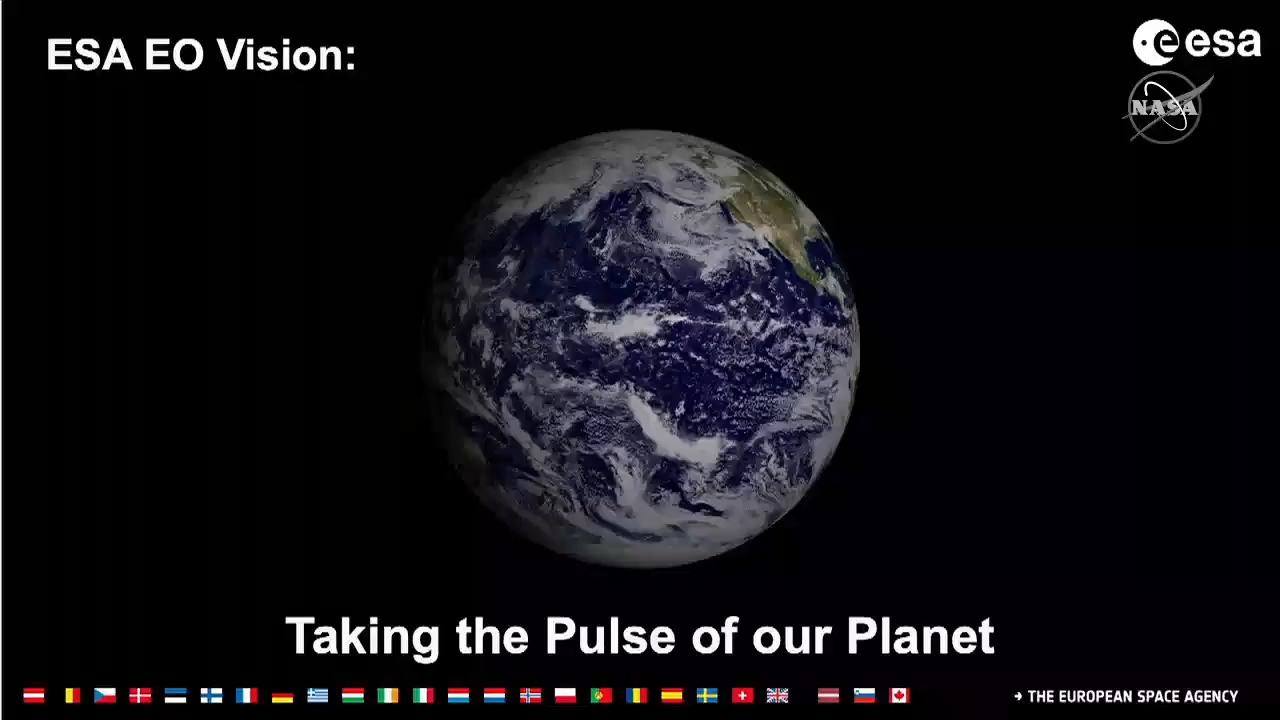 ESA EO Vision:
esa
NASA
Taking the Pulse of our Planet
→ THE EUROPEAN SPACE AGENCY